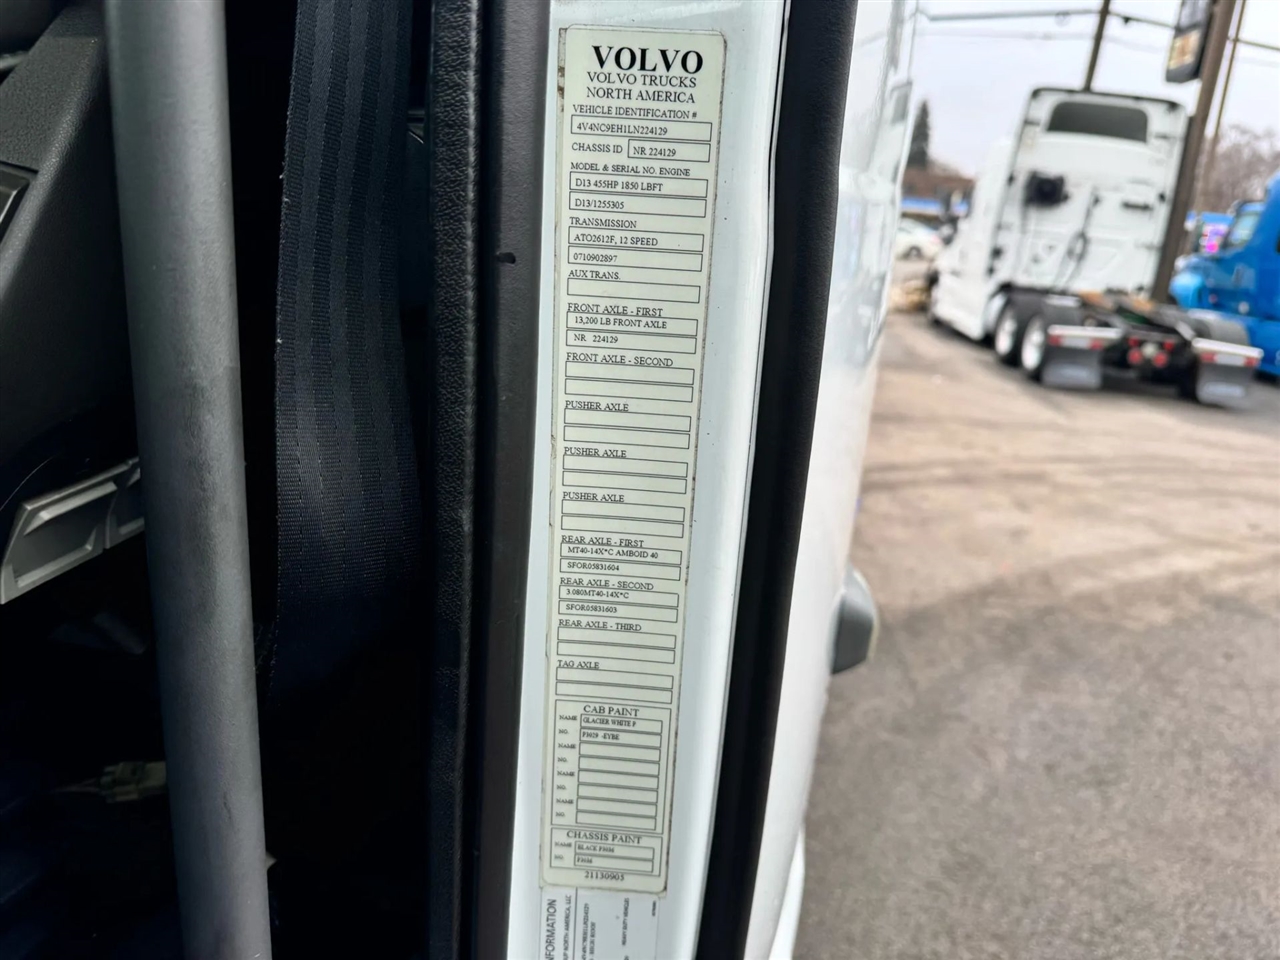 VOLVO
VOLVO TRUCKS
NORTH AMERICA
VEHICLE IDENTIFICATION #
4V4NC9EH1LN224129
CHASSIS ID NR 224129
MODEL & SERIAL NO. ENGINE
D13 455HP 1850 LBFT
D13/1255305
TRANSMISSION
ATO2612F, 12 SPEED
0710902897
AUX TRANS.
FRONT AXLE - FIRST
13,200 LB FRONT AXLE
NR 224129
FRONT AXLE - SECOND
PUSHER AXLE
PUSHER AXLE
PUSHER AXLE
REAR AXLE - FIRST
MT40-14X*C AMBOID 40
SFOR05831604
REAR AXLE - SECOND
3.080MT40-14X*C
SFOR05831603
REAR AXLE - THIRD
TAG AXLE
CAB PAINT
NAME GLACIER WHITE P
NO.
NAME
NO.
NAME
NO.
NAME
NO.
CHASSIS PAINT
NAME BLACK
NO.
21130905
NORTH AMERICA, LLC